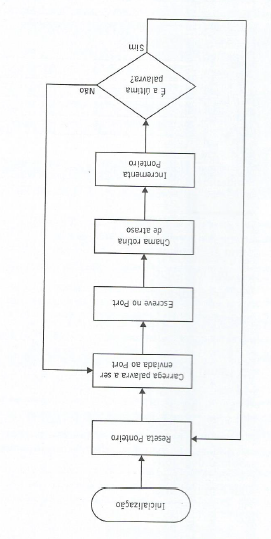 Inicialização
Reseta Ponteiro
Carrega palavra a ser
enviada ao Port
Escreve no Port
Chama rotina
de atraso
Incrementa
Ponteiro
É a última
palavra?
Não
Sim